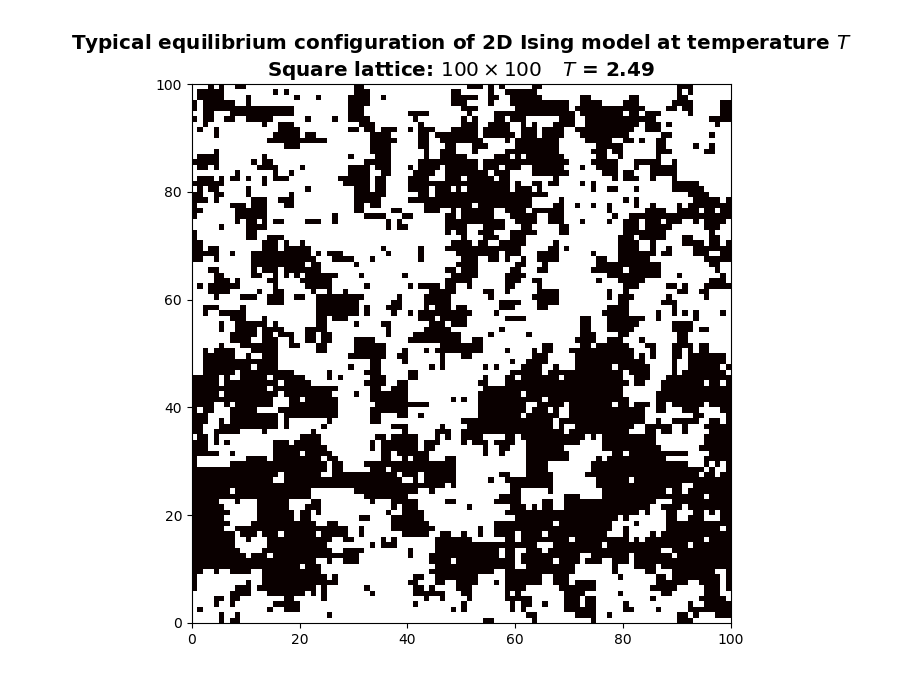 Typical equilibrium configuration of 2D Ising model at temperature T
Square lattice: 100 × 100 T = 2.49
100
80
60
40
20
0
0 20 40 60 80 100